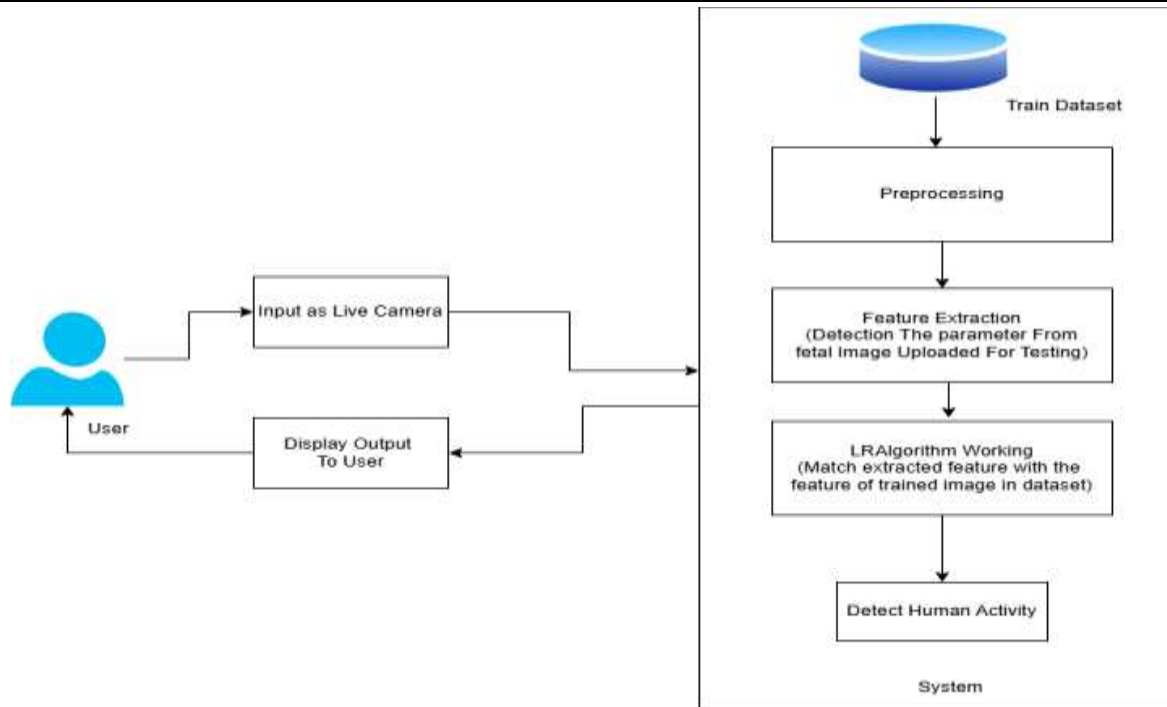 Train Dataset
Preprocessing
Input as Live Camera
Feature Extraction
(Detection The parameter From
fetal Image Uploaded For Testing)
User
Display Output
To User
LRAlgorithm Working
(Match extracted feature with the
feature of trained image in dataset)
Detect Human Activity
System